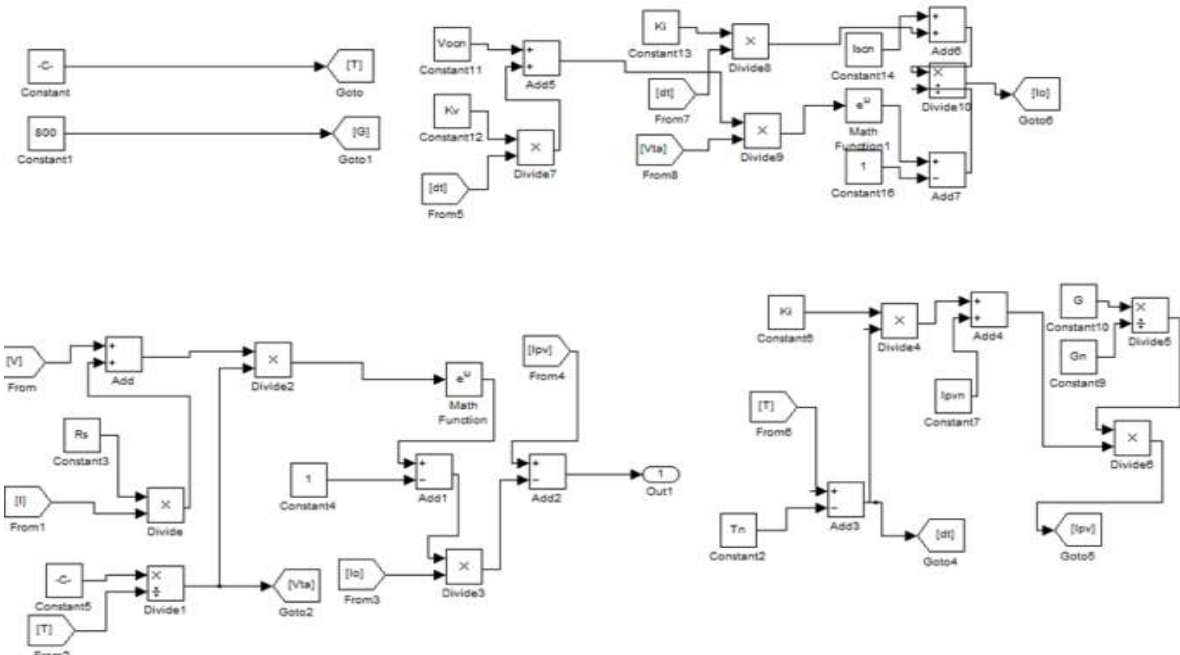 -C-
Constant
[T]
Goto
800
Constant1
[G]
Goto1
Vocn
Constant11
+
+
Add5
Kv
Constant12
×
Divide7
[dt]
From5
Ki
Constant13
×
Divide8
[dt]
From7
[Vta]
From8
×
Divide9
Iscn
Constant14
+
+
Add6
e^u
Math
Function1
×
÷
Divide10
[Io]
Goto6
1
Constant16
+
−
Add7
[V]
From
+
+
Add
Rs
Constant3
[I]
From1
×
Divide
×
Divide2
e^u
Math
Function
-C-
Constant5
[T]
×
÷
Divide1
[Vta]
Goto2
1
Constant4
+
−
Add1
[Io]
From3
×
Divide3
[Ipv]
From4
+
−
Add2
1
Out1
Ki
Constant6
×
Divide4
+
+
Add4
Ipvn
Constant7
G
Constant10
Gn
Constant9
×
÷
Divide5
×
Divide6
[Ipv]
Goto5
[T]
From6
Tn
Constant2
+
−
Add3
[dt]
Goto4